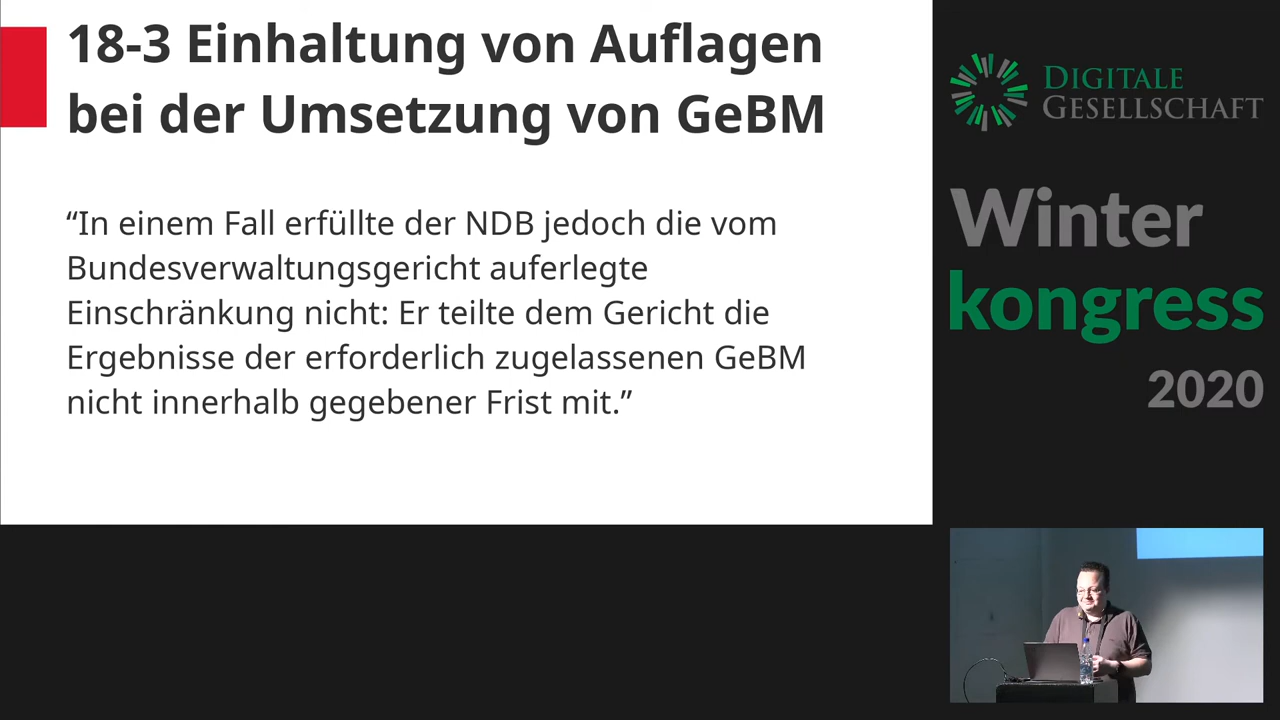 18-3 Einhaltung von Auflagen
bei der Umsetzung von GeBM
“In einem Fall erfüllte der NDB jedoch die vom
Bundesverwaltungsgericht auferlegte
Einschränkung nicht: Er teilte dem Gericht die
Ergebnisse der erforderlich zugelassenen GeBM
nicht innerhalb gegebener Frist mit.”
DIGITALE
GESELLSCHAFT
Winter
kongress
2020